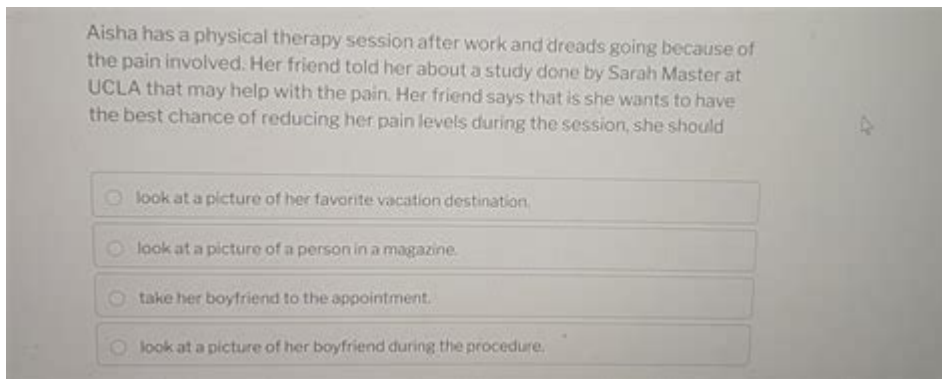 Aisha has a physical therapy session after work and dreads going because of
the pain involved. Her friend told her about a study done by Sarah Master at
UCLA that may help with the pain. Her friend says that is she wants to have
the best chance of reducing her pain levels during the session, she should
look at a picture of her favorite vacation destination.
look at a picture of a person in a magazine.
take her boyfriend to the appointment.
look at a picture of her boyfriend during the procedure.